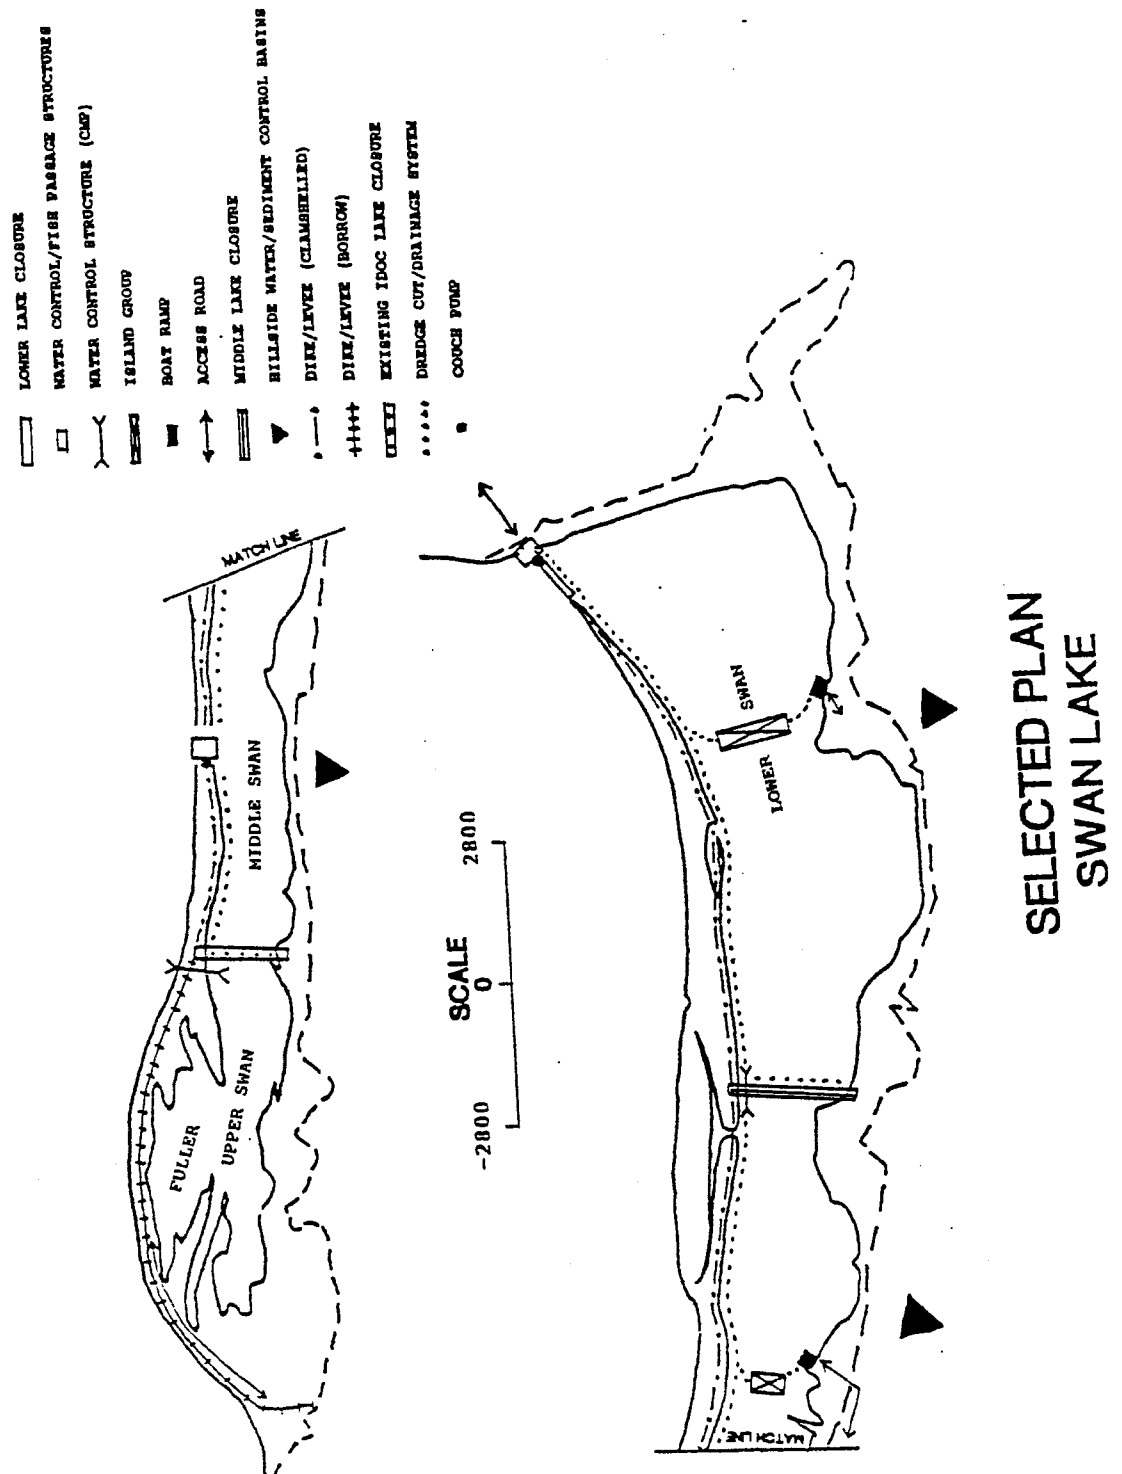 LOWER LAKE CLOSURE
WATER CONTROL/FISH PASSAGE STRUCTURES
WATER CONTROL STRUCTURE (CMP)
ISLAND GROUP
BOAT RAMP
ACCESS ROAD
MIDDLE LAKE CLOSURE
HILLSIDE WATER/SEDIMENT CONTROL BASINS
DIKE/LEVEE (CLAMSHELLED)
DIKE/LEVEE (BORROW)
EXISTING IDOC LAKE CLOSURE
DREDGE CUT/DRAINAGE SYSTEM
COUCH PUMP
MATCH LINE
MIDDLE SWAN
FULLER
UPPER SWAN
SCALE
-2800 0 2800
LOWER SWAN
MATCH LINE
SELECTED PLAN
SWAN LAKE